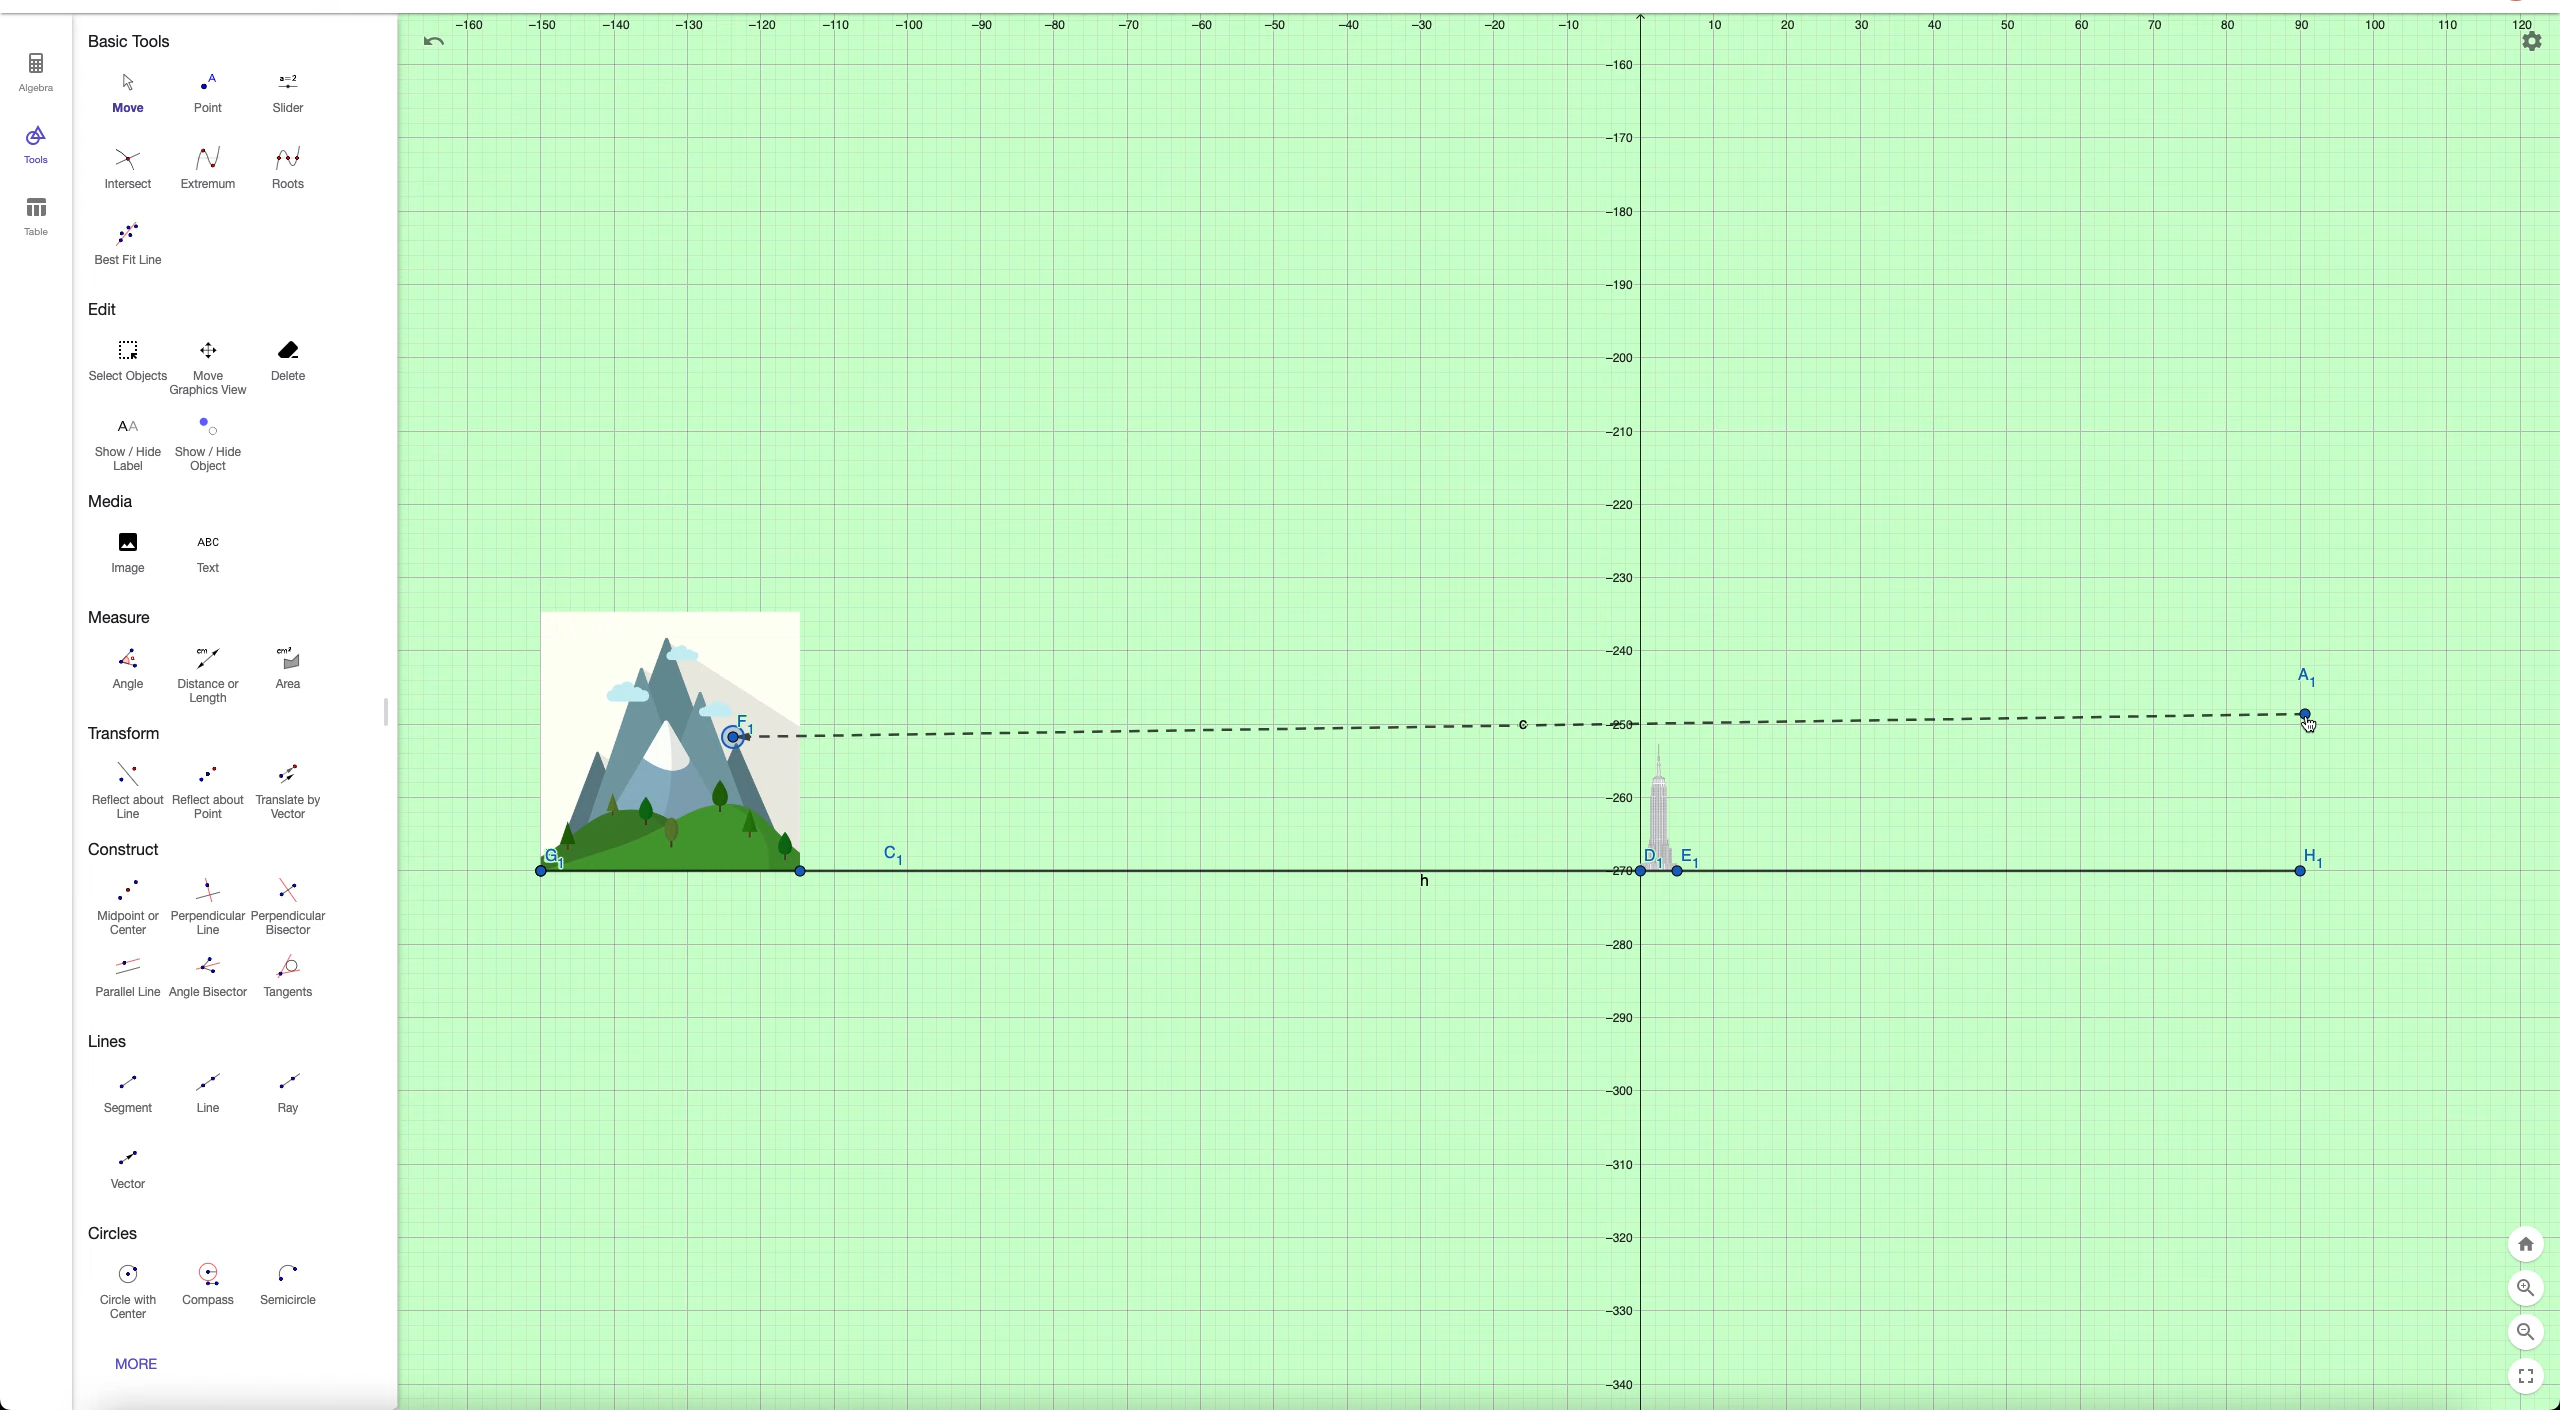 Algebra
Tools
Table
Basic Tools
A
a=2
Move Point Slider
Intersect Extremum Roots
Best Fit Line
Edit
Select Objects Move Graphics View Delete
AA
Show / Hide Label Show / Hide Object
Media
ABC
Image Text
Measure
α
cm
cm²
Angle Distance or Length Area
Transform
Reflect about Line Reflect about Point Translate by Vector
Construct
Midpoint or Center Perpendicular Line Perpendicular Bisector
Parallel Line Angle Bisector Tangents
Lines
Segment Line Ray
Vector
Circles
Circle with Center Compass Semicircle
MORE
–160 –150 –140 –130 –120 –110 –100 –90 –80 –70 –60 –50 –40 –30 –20 –10 10 20 30 40 50 60 70 80 90 100 110 120
–160
–170
–180
–190
–200
–210
–220
–230
–240
A₁
F₁ c –250
–260
G₁ C₁ D₁ E₁ H₁
h –270
–280
–290
–300
–310
–320
–330
–340